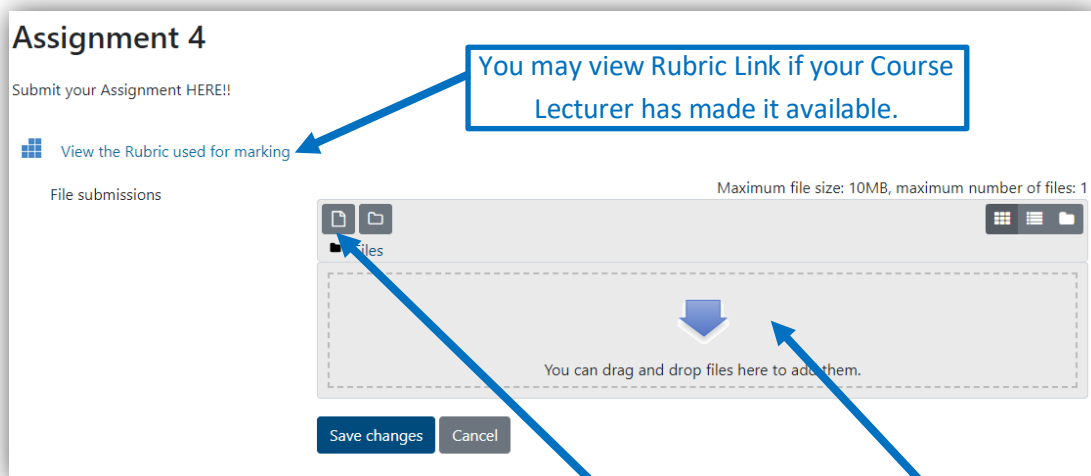 Assignment 4
You may view Rubric Link if your Course
Lecturer has made it available.
Submit your Assignment HERE!!
View the Rubric used for marking
File submissions
Maximum file size: 10MB, maximum number of files: 1
Files
You can drag and drop files here to add them.
Save changes
Cancel